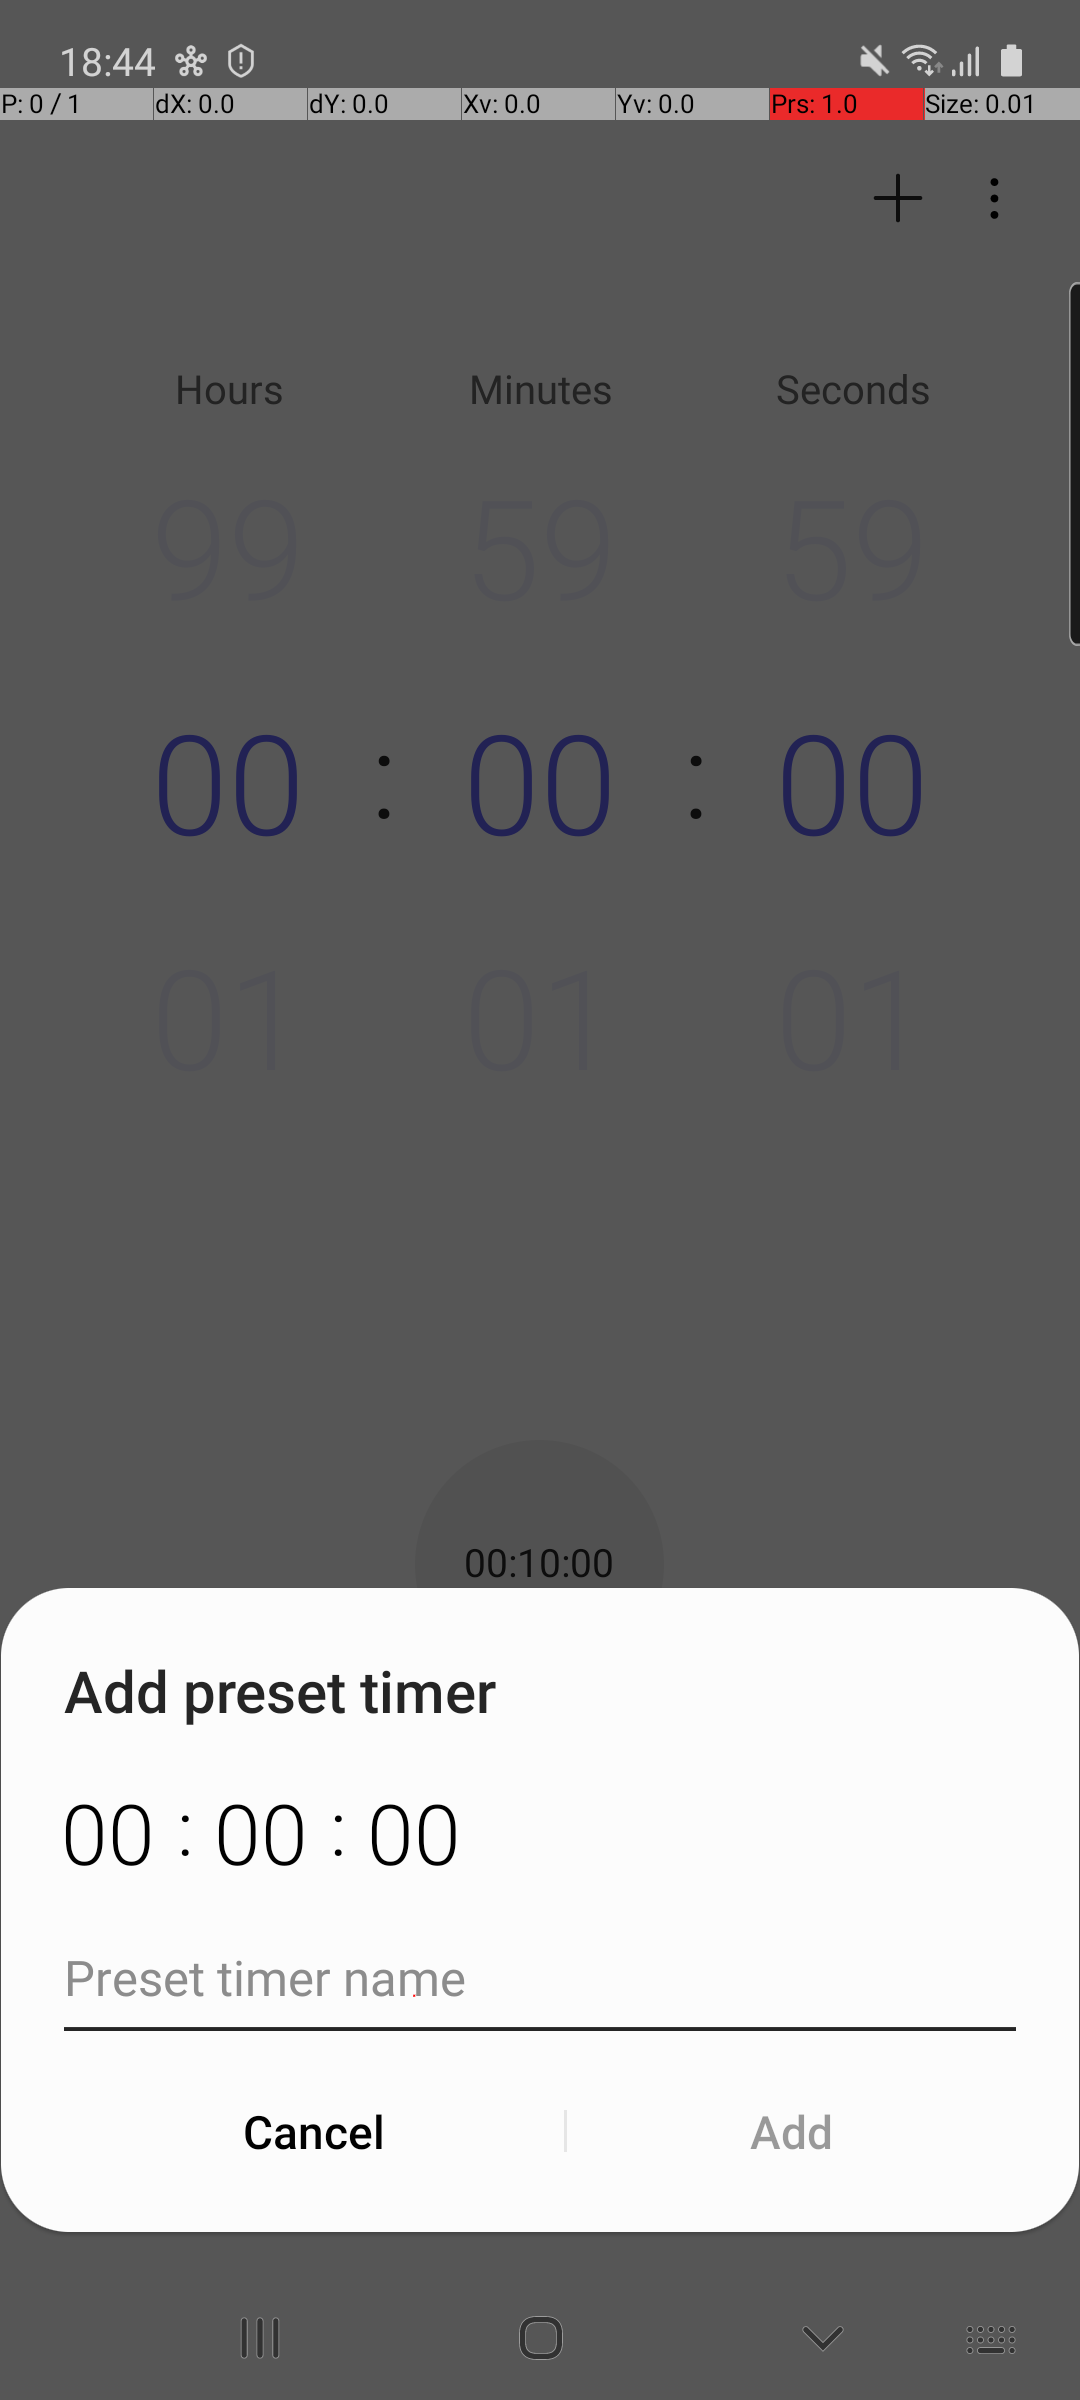 18:44
P: 0 / 1 dX: 0.0 dY: 0.0 Xv: 0.0 Yv: 0.0 Prs: 1.0 Size: 0.01
Hours Minutes Seconds
99 59 59
00 : 00 : 00
01 01 01
00:10:00
Add preset timer
00 : 00 : 00
Preset timer name
Cancel Add